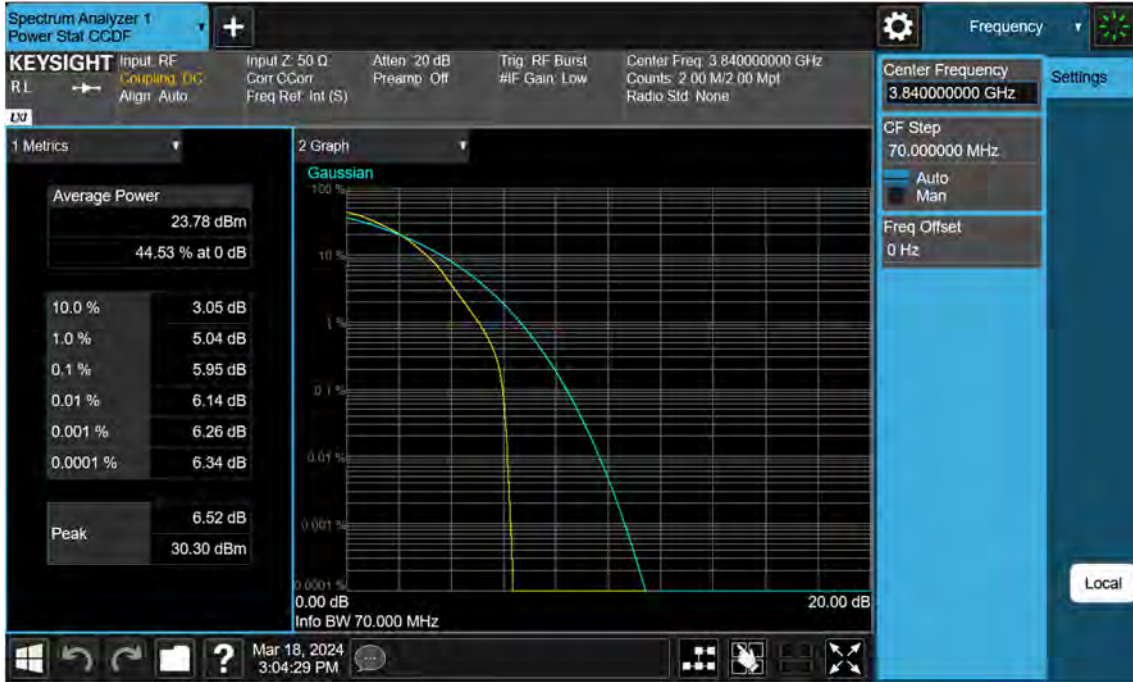 Spectrum Analyzer 1
Power Stat CCDF
+
Frequency
KEYSIGHT
RL
LXI
Input: RF
Coupling: DC
Align: Auto
Input Z: 50 Ω
Corr CCorr
Freq Ref: Int (S)
Atten: 20 dB
Preamp: Off
Trig: RF Burst
#IF Gain: Low
Center Freq: 3.840000000 GHz
Counts: 2.00 M/2.00 Mpt
Radio Std: None
Center Frequency
3.840000000 GHz
Settings
CF Step
70.000000 MHz
Auto
Man
Freq Offset
0 Hz
Local
1 Metrics
Average Power
23.78 dBm
44.53 % at 0 dB
10.0 % 3.05 dB
1.0 % 5.04 dB
0.1 % 5.95 dB
0.01 % 6.14 dB
0.001 % 6.26 dB
0.0001 % 6.34 dB
Peak
6.52 dB
30.30 dBm
2 Graph
Gaussian
100 %
10 %
1 %
0.1 %
0.01 %
0.001 %
0.0001 %
0.00 dB 20.00 dB
Info BW 70.000 MHz
?
Mar 18, 2024
3:04:29 PM